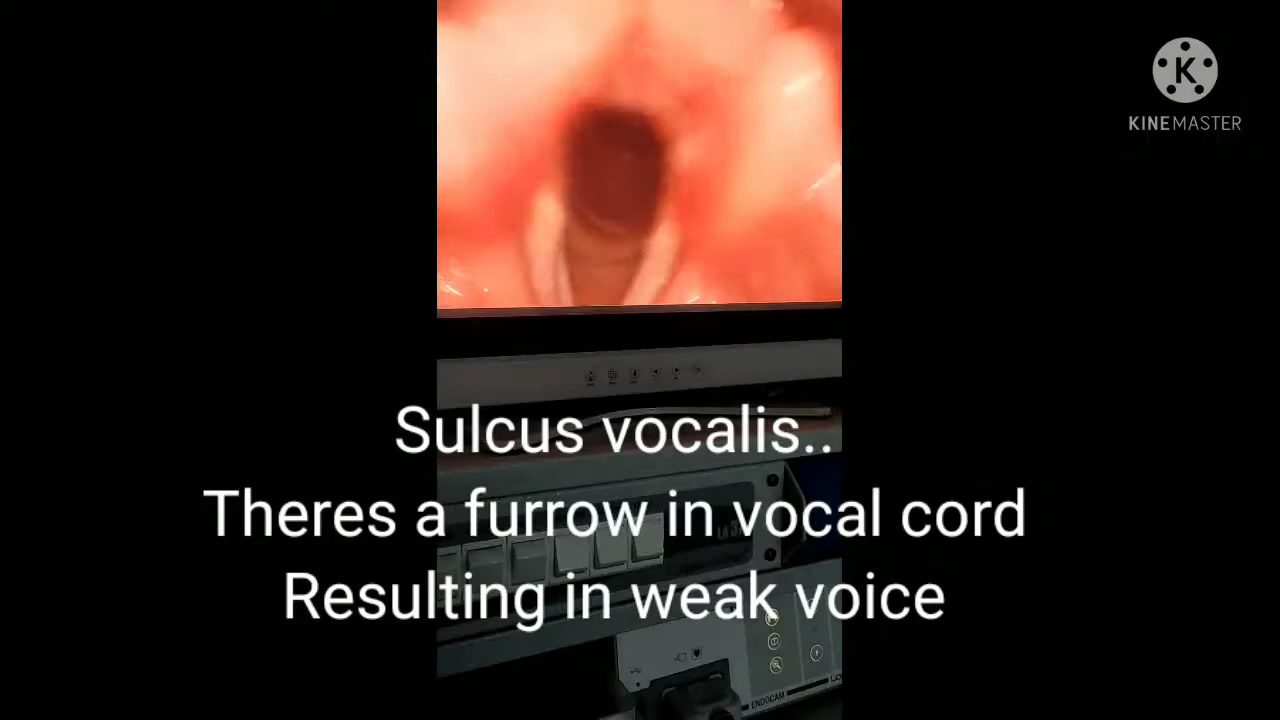 K
KINEMASTER
Sulcus vocalis..
Theres a furrow in vocal cord
Resulting in weak voice
ENDOCAM